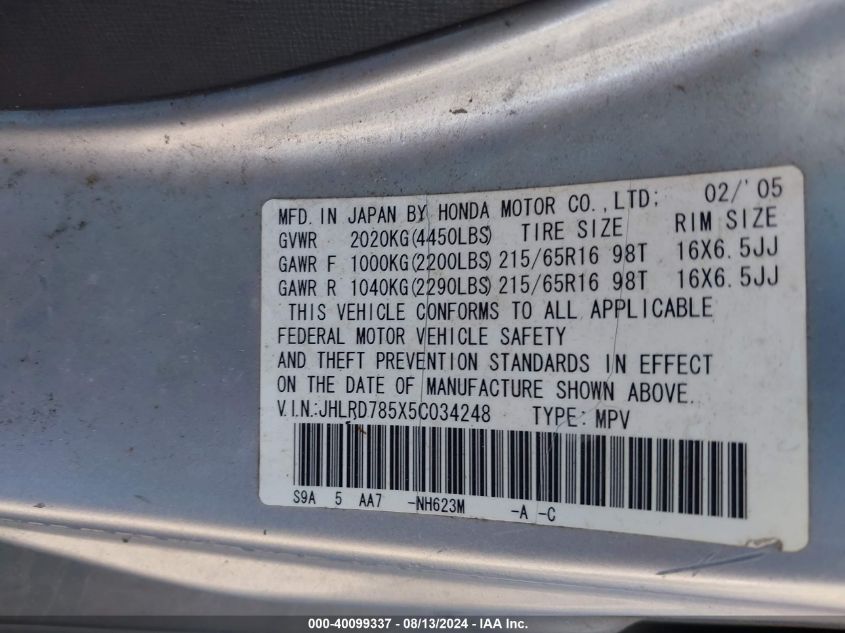 MFD. IN JAPAN BY HONDA MOTOR CO.,LTD: 02/'05
GVWR 2020KG(4450LBS) TIRE SIZE RIM SIZE
GAWR F 1000KG(2200LBS) 215/65R16 98T 16X6.5JJ
GAWR R 1040KG(2290LBS) 215/65R16 98T 16X6.5JJ
THIS VEHICLE CONFORMS TO ALL APPLICABLE
FEDERAL MOTOR VEHICLE SAFETY
AND THEFT PREVENTION STANDARDS IN EFFECT
ON THE DATE OF MANUFACTURE SHOWN ABOVE.
V.I.N.:JHLRD785X5C034248 TYPE: MPV
S9A 5 AA7 -NH623M -A -C
000-40099337 - 08/13/2024 - IAA Inc.